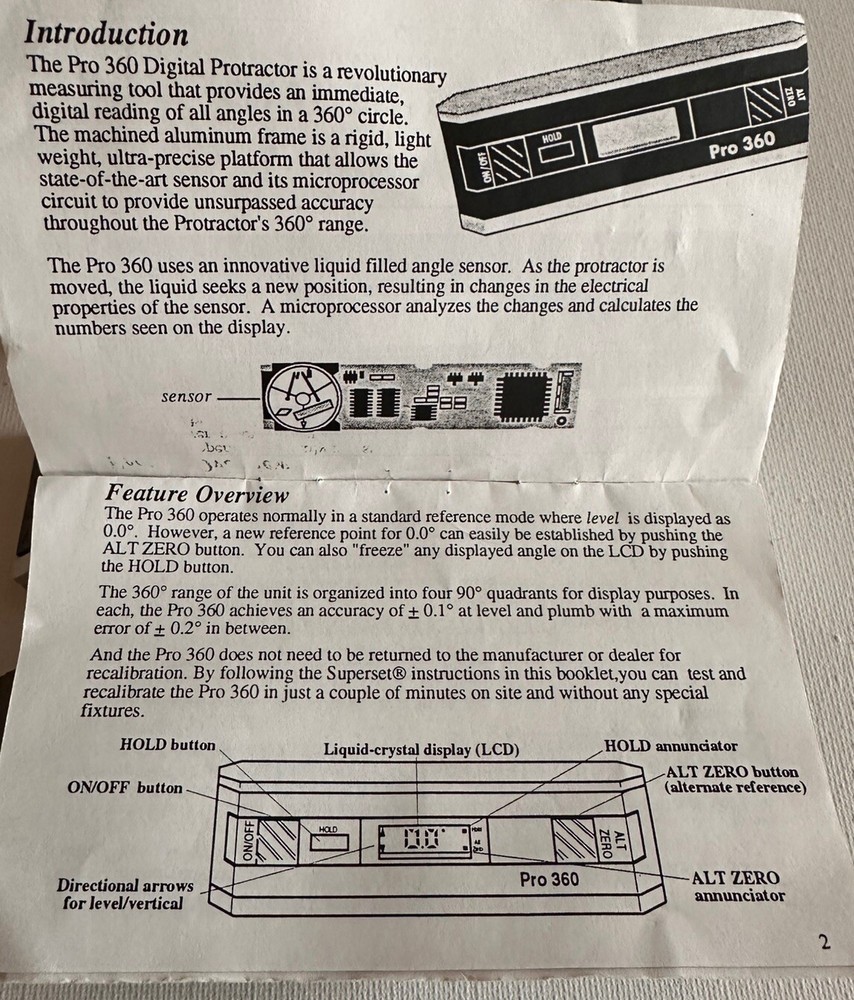 Introduction
The Pro 360 Digital Protractor is a revolutionary
measuring tool that provides an immediate,
digital reading of all angles in a 360° circle.
The machined aluminum frame is a rigid, light
weight, ultra-precise platform that allows the
state-of-the-art sensor and its microprocessor
circuit to provide unsurpassed accuracy
throughout the Protractor's 360° range.
ON/OFF
HOLD
ALT
ZERO
Pro 360
The Pro 360 uses an innovative liquid filled angle sensor. As the protractor is
moved, the liquid seeks a new position, resulting in changes in the electrical
properties of the sensor. A microprocessor analyzes the changes and calculates the
numbers seen on the display.
sensor
Feature Overview
The Pro 360 operates normally in a standard reference mode where level is displayed as
0.0°. However, a new reference point for 0.0° can easily be established by pushing the
ALT ZERO button. You can also "freeze" any displayed angle on the LCD by pushing
the HOLD button.
The 360° range of the unit is organized into four 90° quadrants for display purposes. In
each, the Pro 360 achieves an accuracy of ± 0.1° at level and plumb with a maximum
error of ± 0.2° in between.
And the Pro 360 does not need to be returned to the manufacturer or dealer for
recalibration. By following the Superset® instructions in this booklet,you can test and
recalibrate the Pro 360 in just a couple of minutes on site and without any special
fixtures.
HOLD button
Liquid-crystal display (LCD)
HOLD annunciator
ON/OFF button
ALT ZERO button
(alternate reference)
ON/OFF
HOLD
0.0°
ALT
ZERO
Pro 360
Directional arrows
for level/vertical
ALT ZERO
annunciator
2